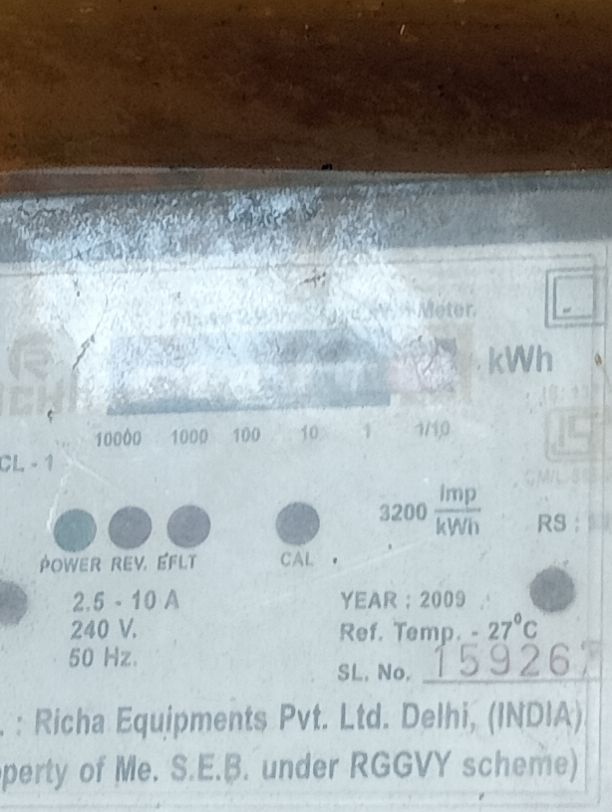 Meter.
kWh
10000 1000 100 10 1 1/10
CL - 1
3200 Imp/kWh
RS :
POWER REV. EFLT CAL
2.5 - 10 A
240 V.
50 Hz.
YEAR : 2009
Ref. Temp. - 27°C
SL. No. 159267
. : Richa Equipments Pvt. Ltd. Delhi, (INDIA)
perty of Me. S.E.B. under RGGVY scheme)